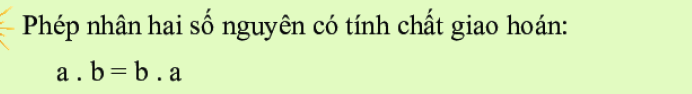 Phép nhân hai số nguyên có tính chất giao hoán:
a . b = b . a